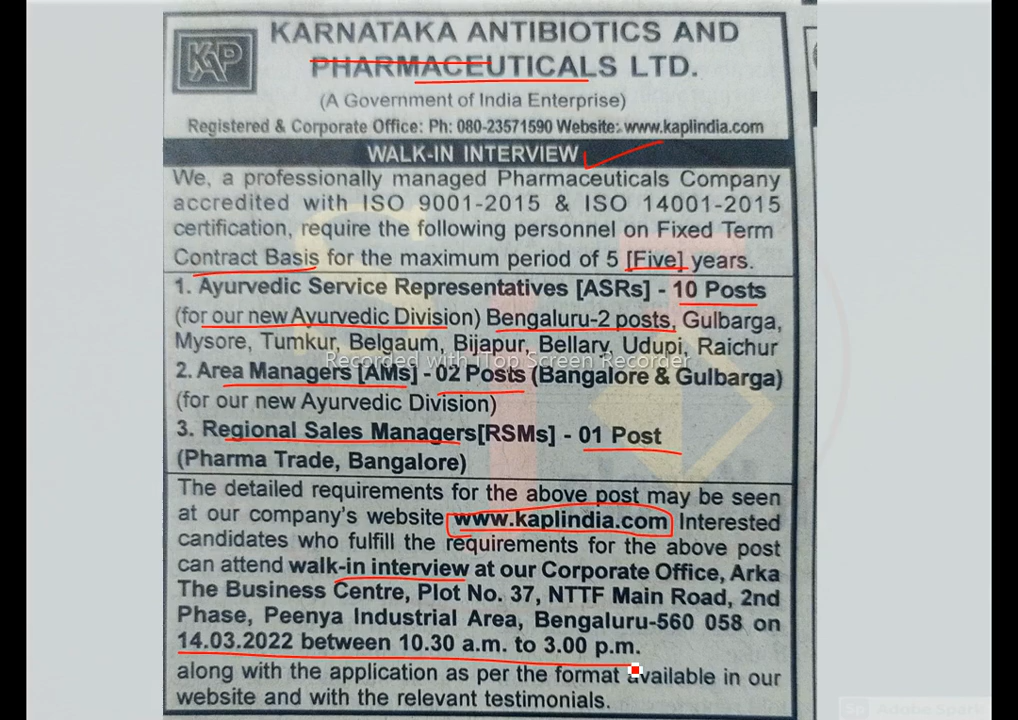 KAP
KARNATAKA ANTIBIOTICS AND
PHARMACEUTICALS LTD.
(A Government of India Enterprise)
Registered & Corporate Office: Ph: 080-23571590 Website:-www.kaplindia.com
WALK-IN INTERVIEW
We, a professionally managed Pharmaceuticals Company
accredited with ISO 9001-2015 & ISO 14001-2015
certification, require the following personnel on Fixed Term
Contract Basis for the maximum period of 5 [Five] years.
1. Ayurvedic Service Representatives [ASRs] - 10 Posts
(for our new Ayurvedic Division) Bengaluru-2 posts, Gulbarga,
Mysore, Tumkur, Belgaum, Bijapur, Bellary, Udupi, Raichur
Recorded with iTop Screen Recorder
2. Area Managers [AMs] - 02 Posts (Bangalore & Gulbarga)
(for our new Ayurvedic Division)
3. Regional Sales Managers[RSMs] - 01 Post
(Pharma Trade, Bangalore)
The detailed requirements for the above post may be seen
at our company's website www.kaplindia.com Interested
candidates who fulfill the requirements for the above post
can attend walk-in interview at our Corporate Office, Arka
The Business Centre, Plot No. 37, NTTF Main Road, 2nd
Phase, Peenya Industrial Area, Bengaluru-560 058 on
14.03.2022 between 10.30 a.m. to 3.00 p.m.
along with the application as per the format available in our
website and with the relevant testimonials.